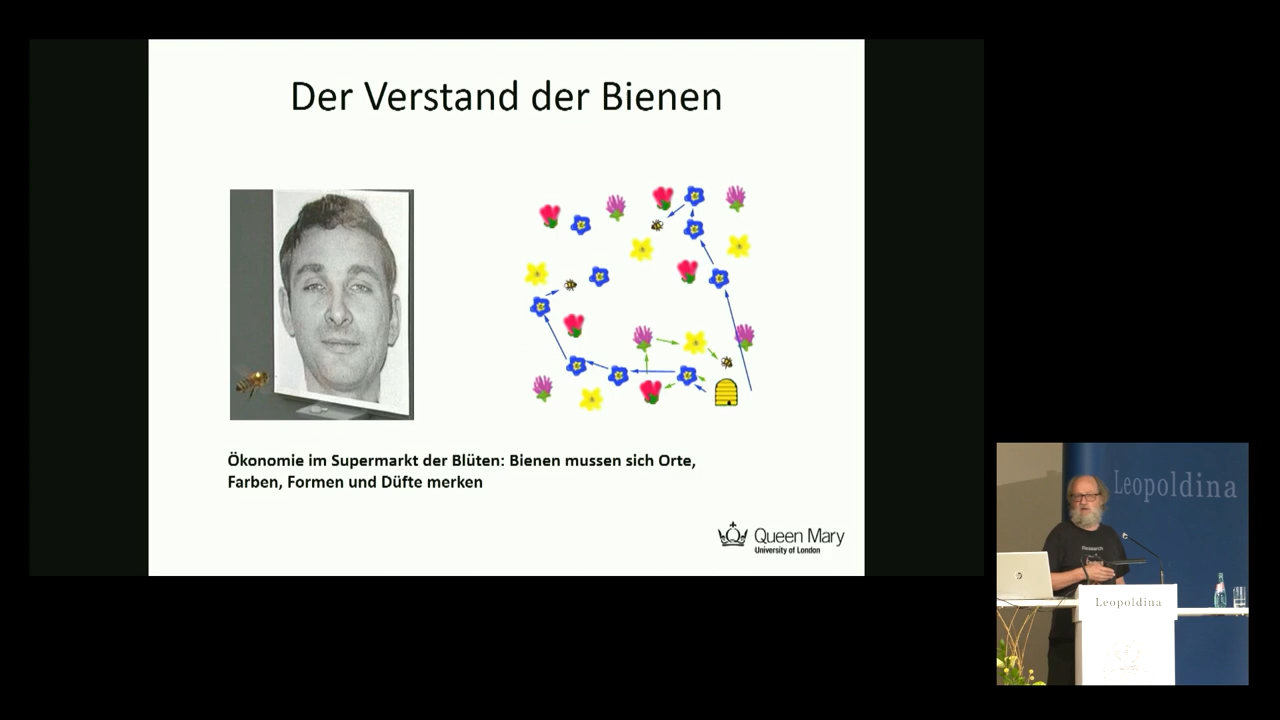 Der Verstand der Bienen
Ökonomie im Supermarkt der Blüten: Bienen mussen sich Orte,
Farben, Formen und Düfte merken
Queen Mary
University of London
Leopoldina
Research
Leopoldina